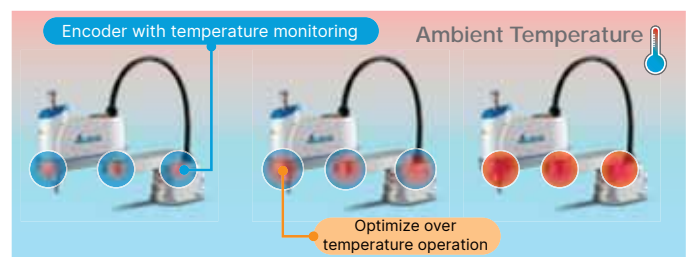 Encoder with temperature monitoring
Ambient Temperature
Optimize over
temperature operation